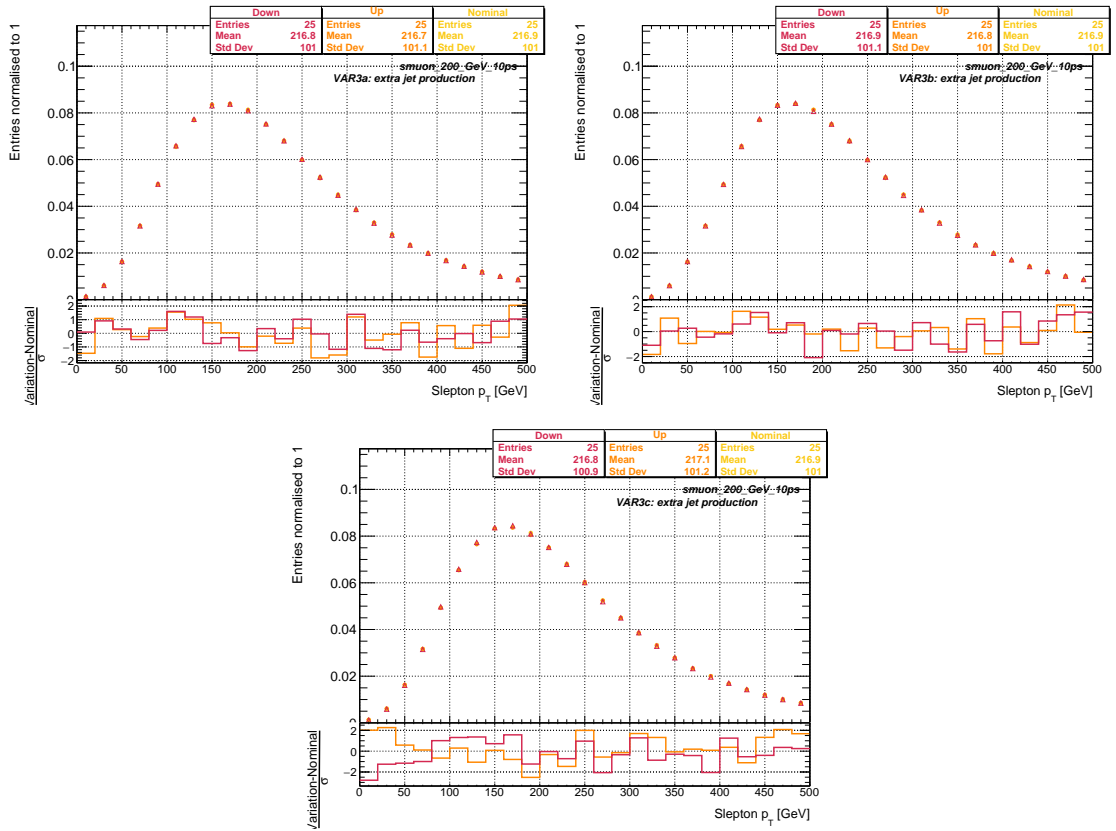 Down Up Nominal
Entries 25 Entries 25 Entries 25
Mean 216.8 Mean 216.7 Mean 216.9
Std Dev 101 Std Dev 101.1 Std Dev 101
smuon_200_GeV_10ps
VAR3a: extra jet production
Entries normalised to 1
0.1
0.08
0.06
0.04
0.02
2
1
0
−1
−2
Variation-Nominal
σ
0 50 100 150 200 250 300 350 400 450 500
Slepton p_T [GeV]
Down Up Nominal
Entries 25 Entries 25 Entries 25
Mean 216.9 Mean 216.8 Mean 216.9
Std Dev 101.1 Std Dev 101 Std Dev 101
smuon_200_GeV_10ps
VAR3b: extra jet production
Entries normalised to 1
0.1
0.08
0.06
0.04
0.02
2
0
−2
Variation-Nominal
σ
0 50 100 150 200 250 300 350 400 450 500
Slepton p_T [GeV]
Down Up Nominal
Entries 25 Entries 25 Entries 25
Mean 216.8 Mean 217.1 Mean 216.9
Std Dev 100.9 Std Dev 101.2 Std Dev 101
smuon_200_GeV_10ps
VAR3c: extra jet production
Entries normalised to 1
0.1
0.08
0.06
0.04
0.02
2
0
−2
Variation-Nominal
σ
0 50 100 150 200 250 300 350 400 450 500
Slepton p_T [GeV]